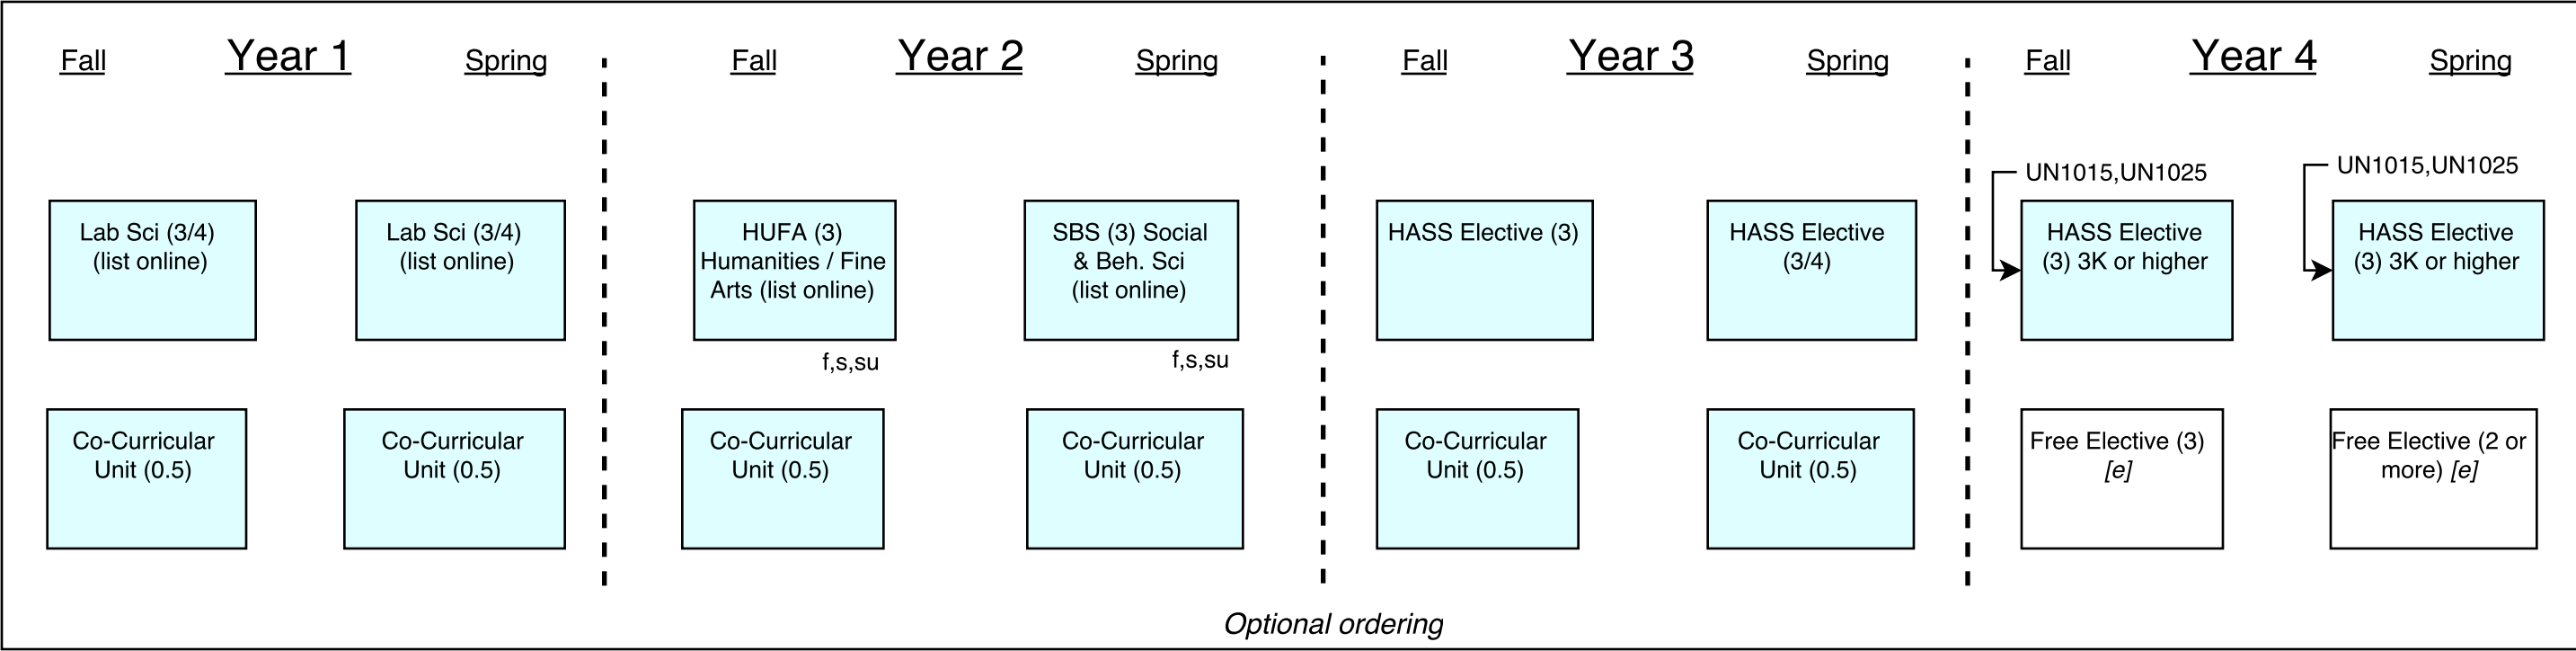 Fall Year 1 Spring
Fall Year 2 Spring
Fall Year 3 Spring
Fall Year 4 Spring
Lab Sci (3/4)
(list online)
Lab Sci (3/4)
(list online)
HUFA (3)
Humanities / Fine
Arts (list online)
f,s,su
SBS (3) Social
& Beh. Sci
(list online)
f,s,su
HASS Elective (3)
HASS Elective
(3/4)
UN1015,UN1025
HASS Elective
(3) 3K or higher
UN1015,UN1025
HASS Elective
(3) 3K or higher
Co-Curricular
Unit (0.5)
Co-Curricular
Unit (0.5)
Co-Curricular
Unit (0.5)
Co-Curricular
Unit (0.5)
Co-Curricular
Unit (0.5)
Co-Curricular
Unit (0.5)
Free Elective (3)
[e]
Free Elective (2 or
more) [e]
Optional ordering